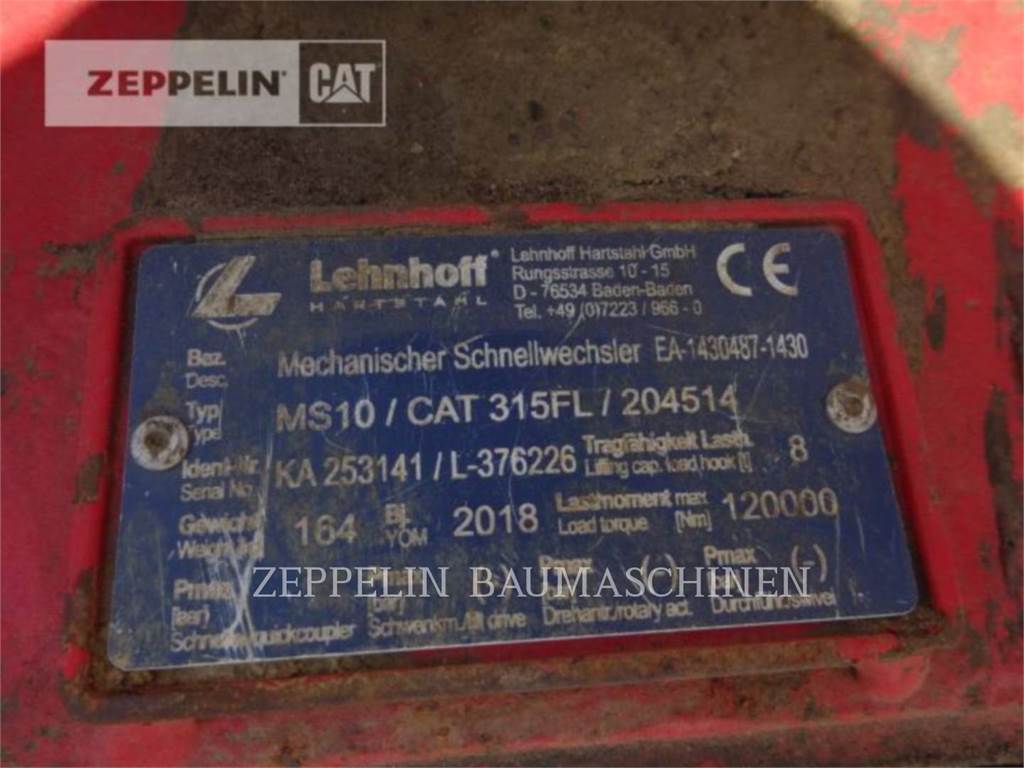 ZEPPELIN CAT
Lehnhoff®
HARTSTAHL
Lehnhoff Hartstahl GmbH
Rungsstrasse 10 - 15
D - 76534 Baden-Baden
Tel. +49 (0)7223 / 966 - 0
CE
Bez. Mechanischer Schnellwechsler EA-1430487-1430
Desc.
Typ MS10 / CAT 315FL / 204514
Type
Ident-Nr. KA 253141 / L-376226 Tragfähigkeit Lasth. 8
Serial No. Lifting cap. load hook [t]
Gewicht 164 BJ. 2018 Lastmoment max 120000
Weight [kg] YOM Load torque [Nm]
Pmax (-) Pmax (-)
[bar]
ZEPPELIN BAUMASCHINEN
Schnellw./quickcoupler Schwenkm./tilt drive Drehantr./rotary act. Durchführ./swivel